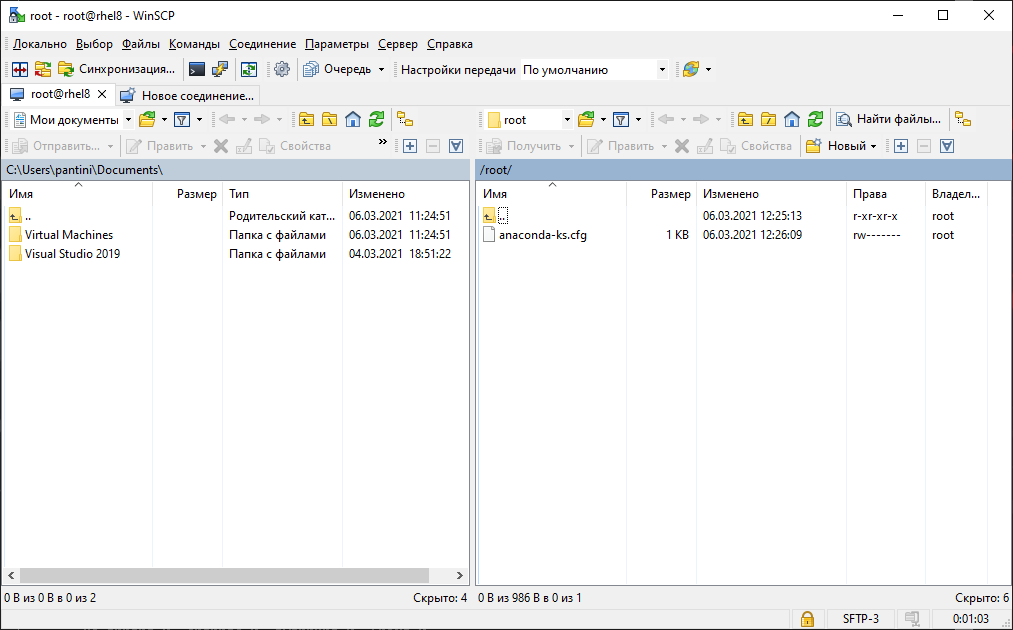 root - root@rhel8 - WinSCP
Локально Выбор Файлы Команды Соединение Параметры Сервер Справка
Синхронизация... Очередь Настройки передачи По умолчанию
root@rhel8 Новое соединение...
Мои документы root Найти файлы...
Отправить... Править Свойства » Получить Править Свойства Новый
C:\Users\pantini\Documents\ /root/
Имя Размер Тип Изменено Имя Размер Изменено Права Владел...
.. Родительский кат... 06.03.2021 11:24:51 .. 06.03.2021 12:25:13 r-xr-xr-x root
Virtual Machines Папка с файлами 06.03.2021 11:24:51 anaconda-ks.cfg 1 KB 06.03.2021 12:26:09 rw------- root
Visual Studio 2019 Папка с файлами 04.03.2021 18:51:22
0 B из 0 B в 0 из 2 Скрыто: 4 0 B из 986 B в 0 из 1 Скрыто: 6
SFTP-3 0:01:03